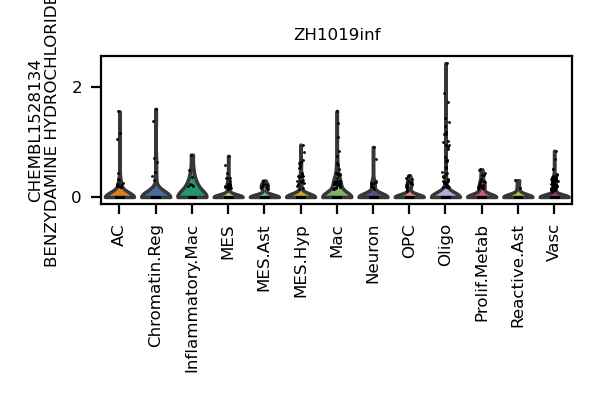 ZH1019inf
CHEMBL1528134
BENZYDAMINE HYDROCHLORIDE
2
0
AC
Chromatin.Reg
Inflammatory.Mac
MES
MES.Ast
MES.Hyp
Mac
Neuron
OPC
Oligo
Prolif.Metab
Reactive.Ast
Vasc